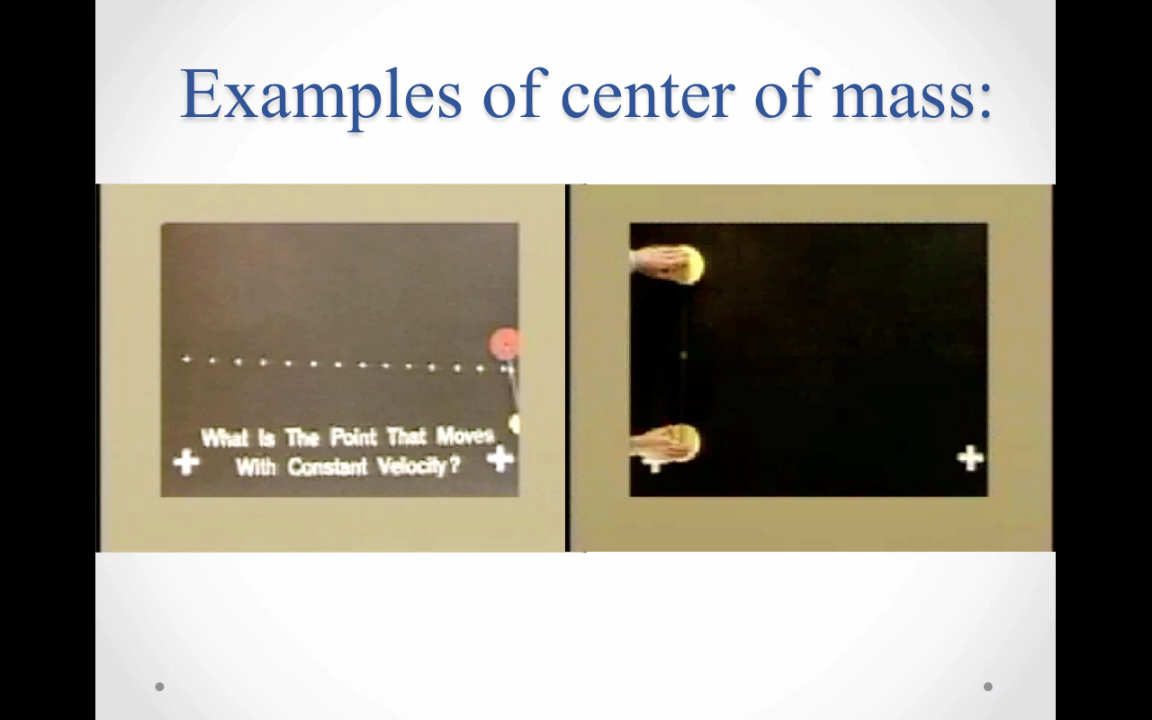 Examples of center of mass:
What Is The Point That Moves
With Constant Velocity?